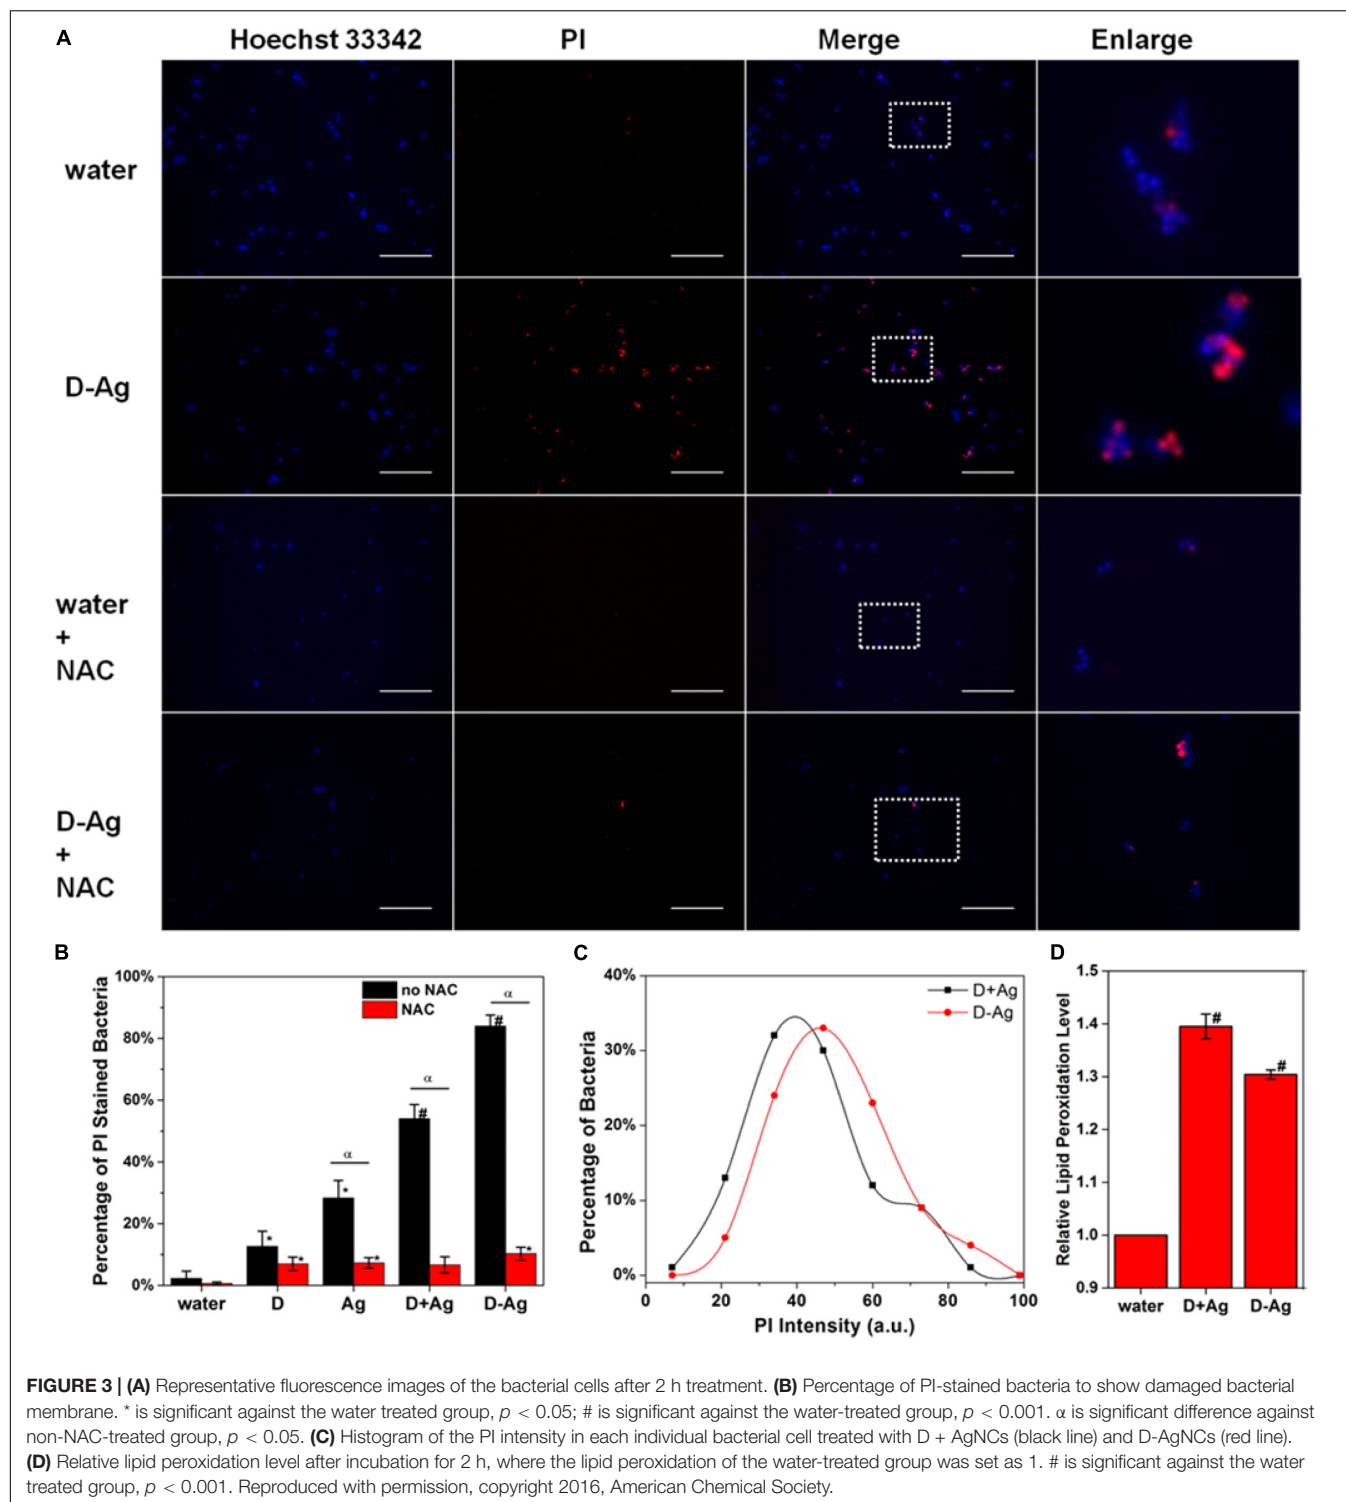 A
Hoechst 33342 PI Merge Enlarge
water
D-Ag
water
+
NAC
D-Ag
+
NAC
B
100%
80%
60%
40%
20%
0%
Percentage of PI Stained Bacteria
no NAC
NAC
* * * * α # α # α *
water D Ag D+Ag D-Ag
C
40%
30%
20%
10%
0%
Percentage of Bacteria
D+Ag
D-Ag
0 20 40 60 80 100
PI Intensity (a.u.)
D
1.5
1.4
1.3
1.2
1.1
1.0
0.9
Relative Lipid Peroxidation Level
# #
water D+Ag D-Ag
FIGURE 3 | (A) Representative fluorescence images of the bacterial cells after 2 h treatment. (B) Percentage of PI-stained bacteria to show damaged bacterial
membrane. * is significant against the water treated group, p < 0.05; # is significant against the water-treated group, p < 0.001. α is significant difference against
non-NAC-treated group, p < 0.05. (C) Histogram of the PI intensity in each individual bacterial cell treated with D + AgNCs (black line) and D-AgNCs (red line).
(D) Relative lipid peroxidation level after incubation for 2 h, where the lipid peroxidation of the water-treated group was set as 1. # is significant against the water
treated group, p < 0.001. Reproduced with permission, copyright 2016, American Chemical Society.